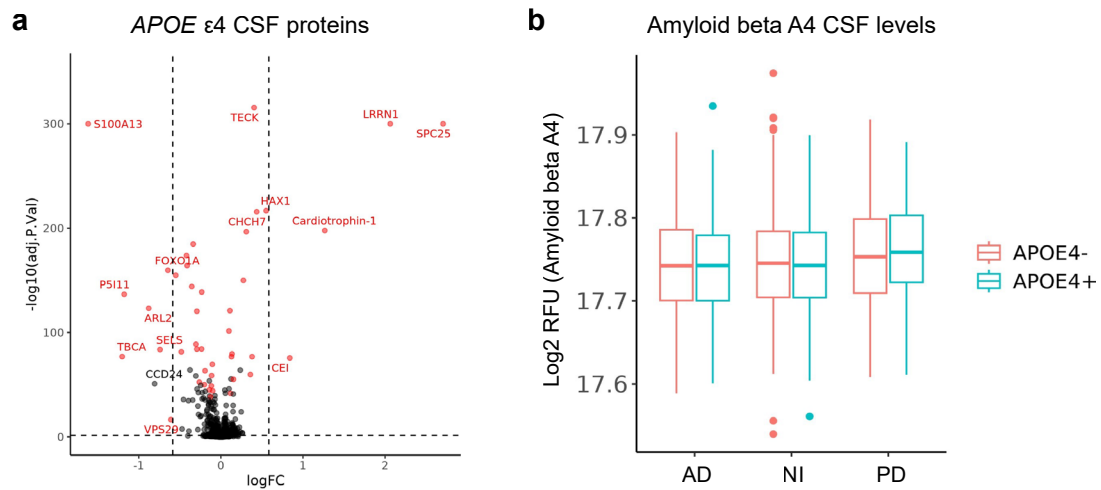 a
APOE ε4 CSF proteins
300
200
100
0
-log10(adj.P.Val)
-1
0
1
2
logFC
S100A13
TECK
LRRN1
SPC25
HAX1
CHCH7
Cardiotrophin-1
FOXO1A
P5I11
ARL2
SELS
TBCA
CEI
CCD24
VPS29
b
Amyloid beta A4 CSF levels
Log2 RFU (Amyloid beta A4)
17.9
17.8
17.7
17.6
AD
NI
PD
APOE4-
APOE4+